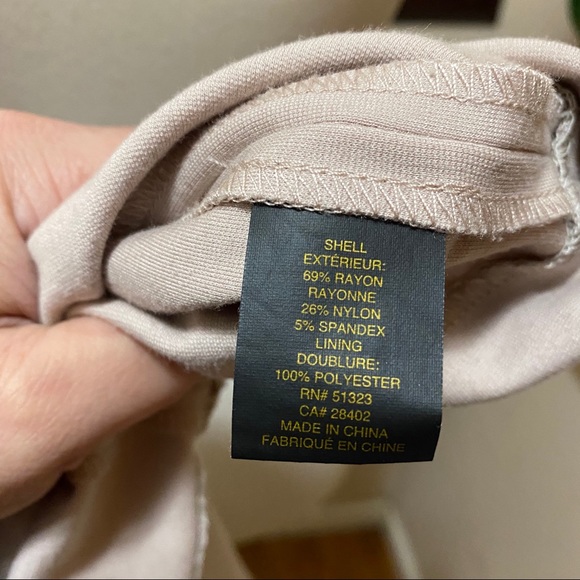 SHELL
EXTÉRIEUR:
69% RAYON
RAYONNE
26% NYLON
5% SPANDEX
LINING
DOUBLURE:
100% POLYESTER
RN# 51323
CA# 28402
MADE IN CHINA
FABRIQUÉ EN CHINE